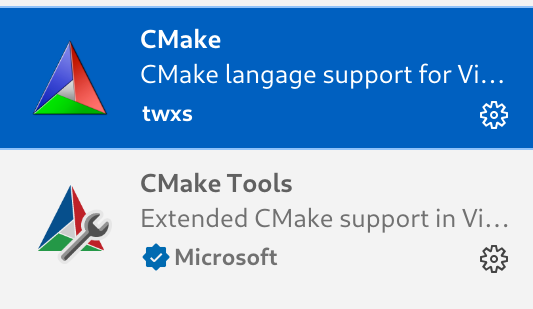 CMake
CMake langage support for Vi…
twxs
CMake Tools
Extended CMake support in Vi…
Microsoft